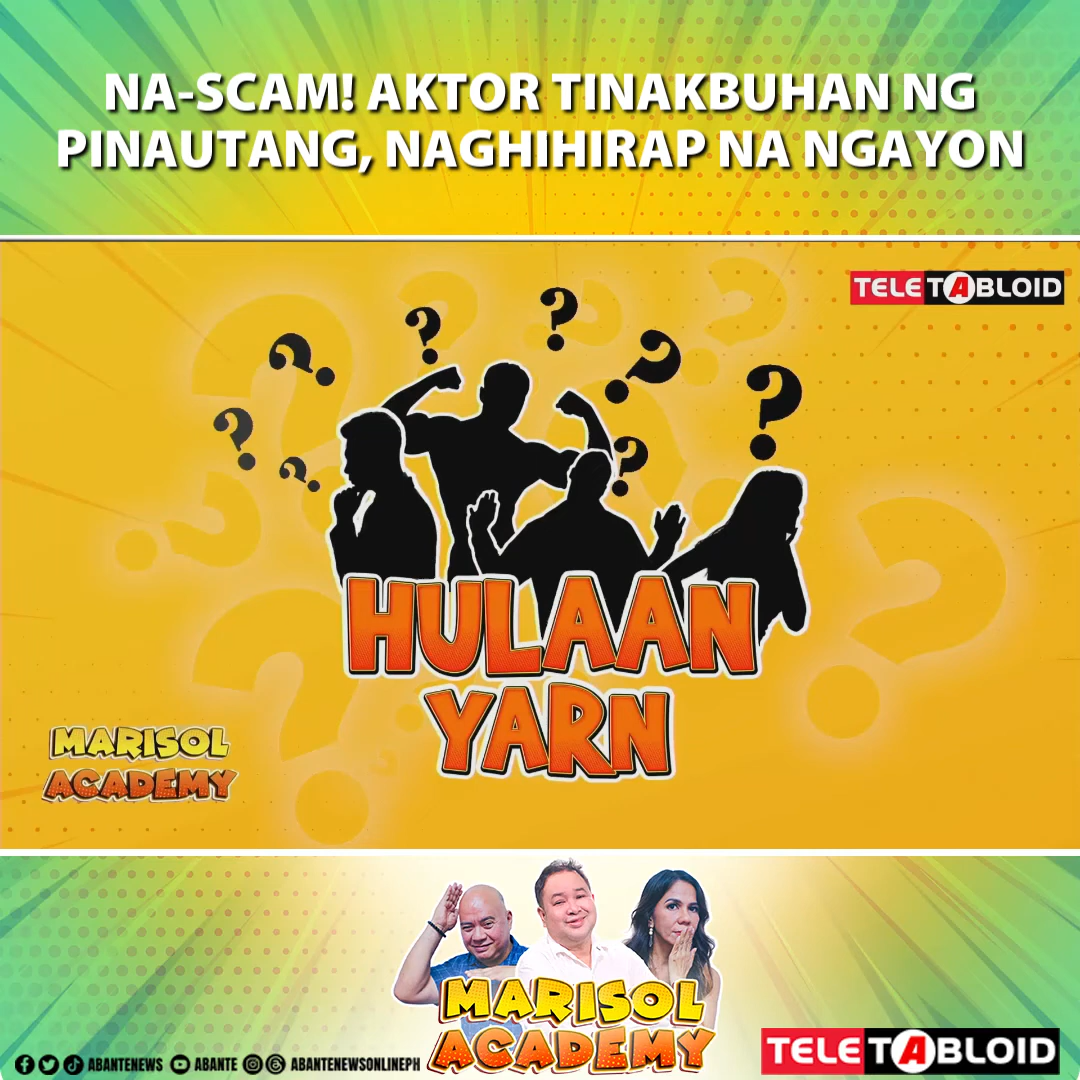 NA-SCAM! AKTOR TINAKBUHAN NG
PINAUTANG, NAGHIHIRAP NA NGAYON
TELETABLOID
HULAAN
YARN
MARISOL
ACADEMY
MARISOL
ACADEMY
ABANTENEWS ABANTE ABANTENEWSONLINEPH
TELETABLOID